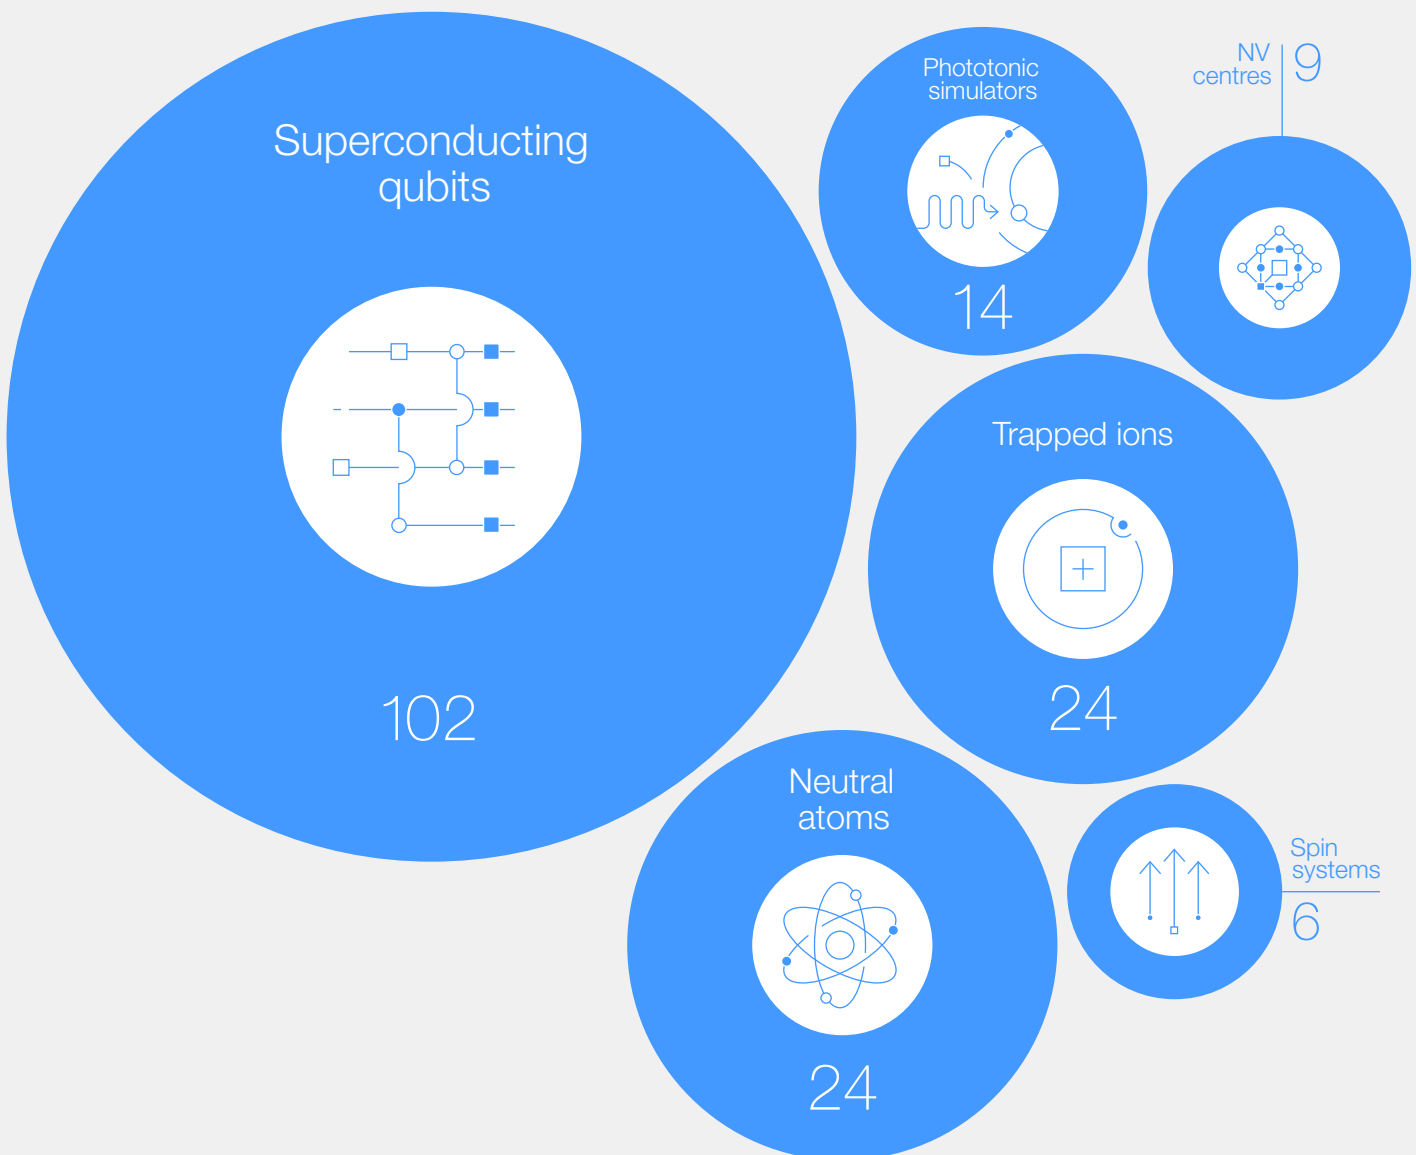 Superconducting
qubits
102
Phototonic
simulators
14
NV
centres
9
Trapped ions
24
Neutral
atoms
24
Spin
systems
6